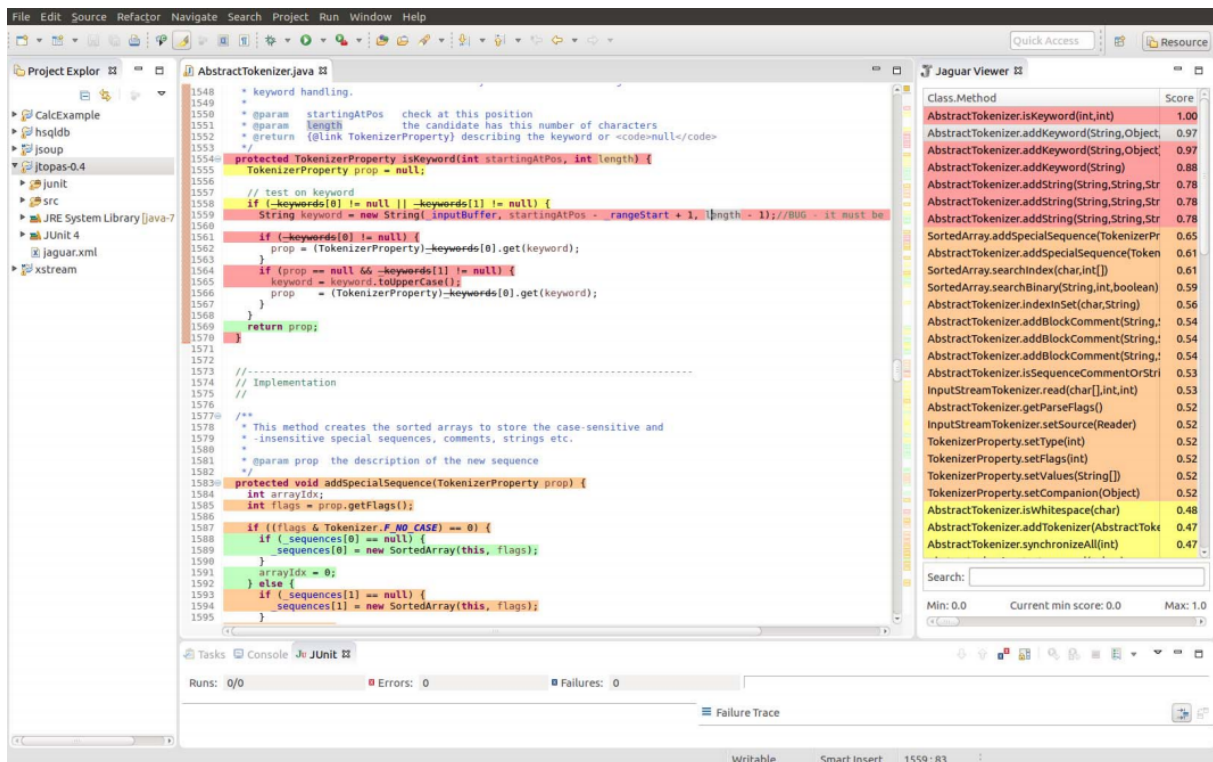 File Edit Source Refactor Navigate Search Project Run Window Help
Quick Access
Resource
Project Explor
CalcExample
hsqldb
jsoup
jtopas-0.4
junit
src
JRE System Library [java-7
JUnit 4
jaguar.xml
xstream
AbstractTokenizer.java
1548 * keyword handling.
1549 *
1550 * @param startingAtPos check at this position
1551 * @param length the candidate has this number of characters
1552 * @return {@link TokenizerProperty} describing the keyword or <code>null</code>
1553 */
1554 protected TokenizerProperty isKeyword(int startingAtPos, int length) {
1555 TokenizerProperty prop = null;
1556
1557 // test on keyword
1558 if (_keywords[0] != null || _keywords[1] != null) {
1559 String keyword = new String(_inputBuffer, startingAtPos - _rangeStart + 1, length - 1);//BUG - it must be
1560
1561 if (_keywords[0] != null) {
1562 prop = (TokenizerProperty)_keywords[0].get(keyword);
1563 }
1564 if (prop == null && _keywords[1] != null) {
1565 keyword = keyword.toUpperCase();
1566 prop = (TokenizerProperty)_keywords[0].get(keyword);
1567 }
1568 }
1569 return prop;
1570 }
1571
1572
1573 //---------------------------------------------------------------------------
1574 // Implementation
1575 //
1576
1577 /**
1578 * This method creates the sorted arrays to store the case-sensitive and
1579 * -insensitive special sequences, comments, strings etc.
1580 *
1581 * @param prop the description of the new sequence
1582 */
1583 protected void addSpecialSequence(TokenizerProperty prop) {
1584 int arrayIdx;
1585 int flags = prop.getFlags();
1586
1587 if ((flags & Tokenizer.F_NO_CASE) == 0) {
1588 if (_sequences[0] == null) {
1589 _sequences[0] = new SortedArray(this, flags);
1590 }
1591 arrayIdx = 0;
1592 } else {
1593 if (_sequences[1] == null) {
1594 _sequences[1] = new SortedArray(this, flags);
1595 }
Jaguar Viewer
Class.Method Score
AbstractTokenizer.isKeyword(int,int) 1.00
AbstractTokenizer.addKeyword(String,Object, 0.97
AbstractTokenizer.addKeyword(String,Object) 0.97
AbstractTokenizer.addKeyword(String) 0.88
AbstractTokenizer.addString(String,String,Str 0.78
AbstractTokenizer.addString(String,String,Str 0.78
AbstractTokenizer.addString(String,String,Str 0.78
SortedArray.addSpecialSequence(TokenizerPr 0.65
AbstractTokenizer.addSpecialSequence(Token 0.61
SortedArray.searchIndex(char,int[]) 0.61
SortedArray.searchBinary(String,int,boolean) 0.59
AbstractTokenizer.indexInSet(char,String) 0.56
AbstractTokenizer.addBlockComment(String,S 0.54
AbstractTokenizer.addBlockComment(String,S 0.54
AbstractTokenizer.addBlockComment(String,S 0.54
AbstractTokenizer.isSequenceCommentOrStri 0.53
InputStreamTokenizer.read(char[],int,int) 0.53
AbstractTokenizer.getParseFlags() 0.52
InputStreamTokenizer.setSource(Reader) 0.52
TokenizerProperty.setType(int) 0.52
TokenizerProperty.setFlags(int) 0.52
TokenizerProperty.setValues(String[]) 0.52
TokenizerProperty.setCompanion(Object) 0.52
AbstractTokenizer.isWhitespace(char) 0.48
AbstractTokenizer.addTokenizer(AbstractToke 0.47
AbstractTokenizer.synchronizeAll(int) 0.47
Search:
Min: 0.0 Current min score: 0.0 Max: 1.0
Tasks Console JUnit
Runs: 0/0 Errors: 0 Failures: 0
Failure Trace
Writable Smart Insert 1559 : 83